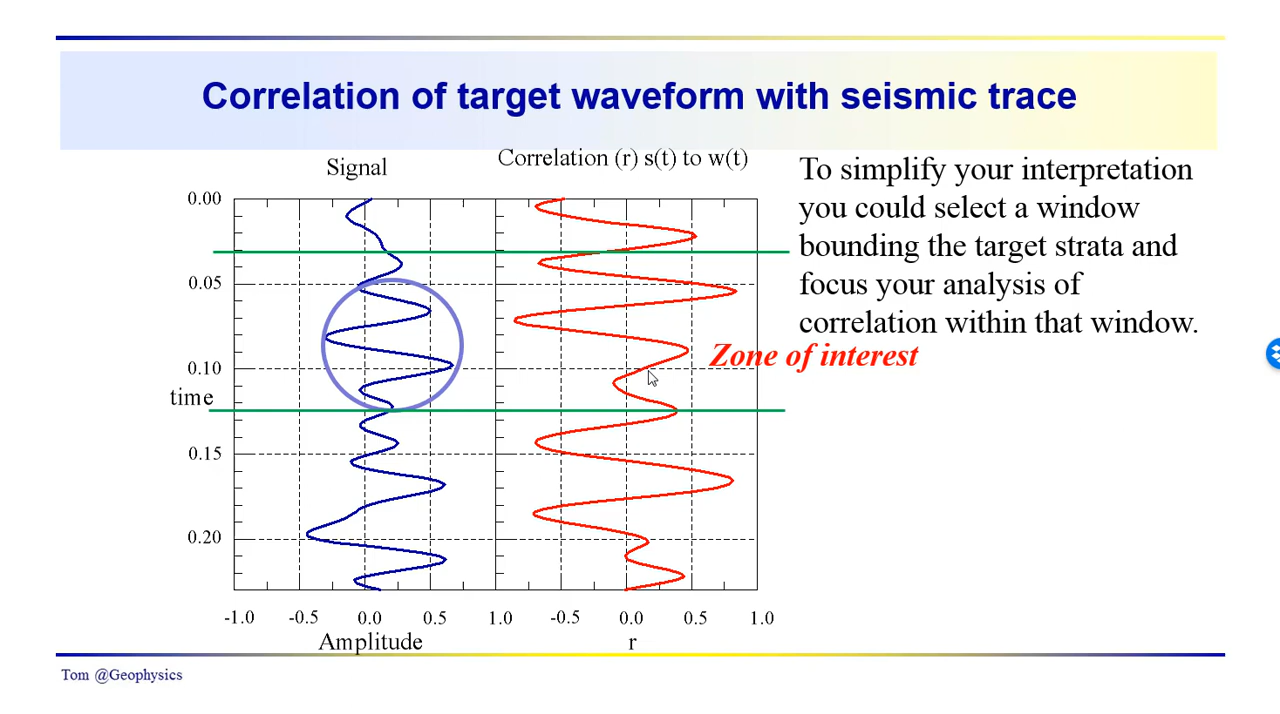 Correlation of target waveform with seismic trace
Signal
Correlation (r) s(t) to w(t)
To simplify your interpretation
you could select a window
bounding the target strata and
focus your analysis of
correlation within that window.
Zone of interest
0.00
0.05
0.10
time
0.15
0.20
-1.0 -0.5 0.0 0.5 1.0 -0.5 0.0 0.5 1.0
Amplitude r
Tom @Geophysics